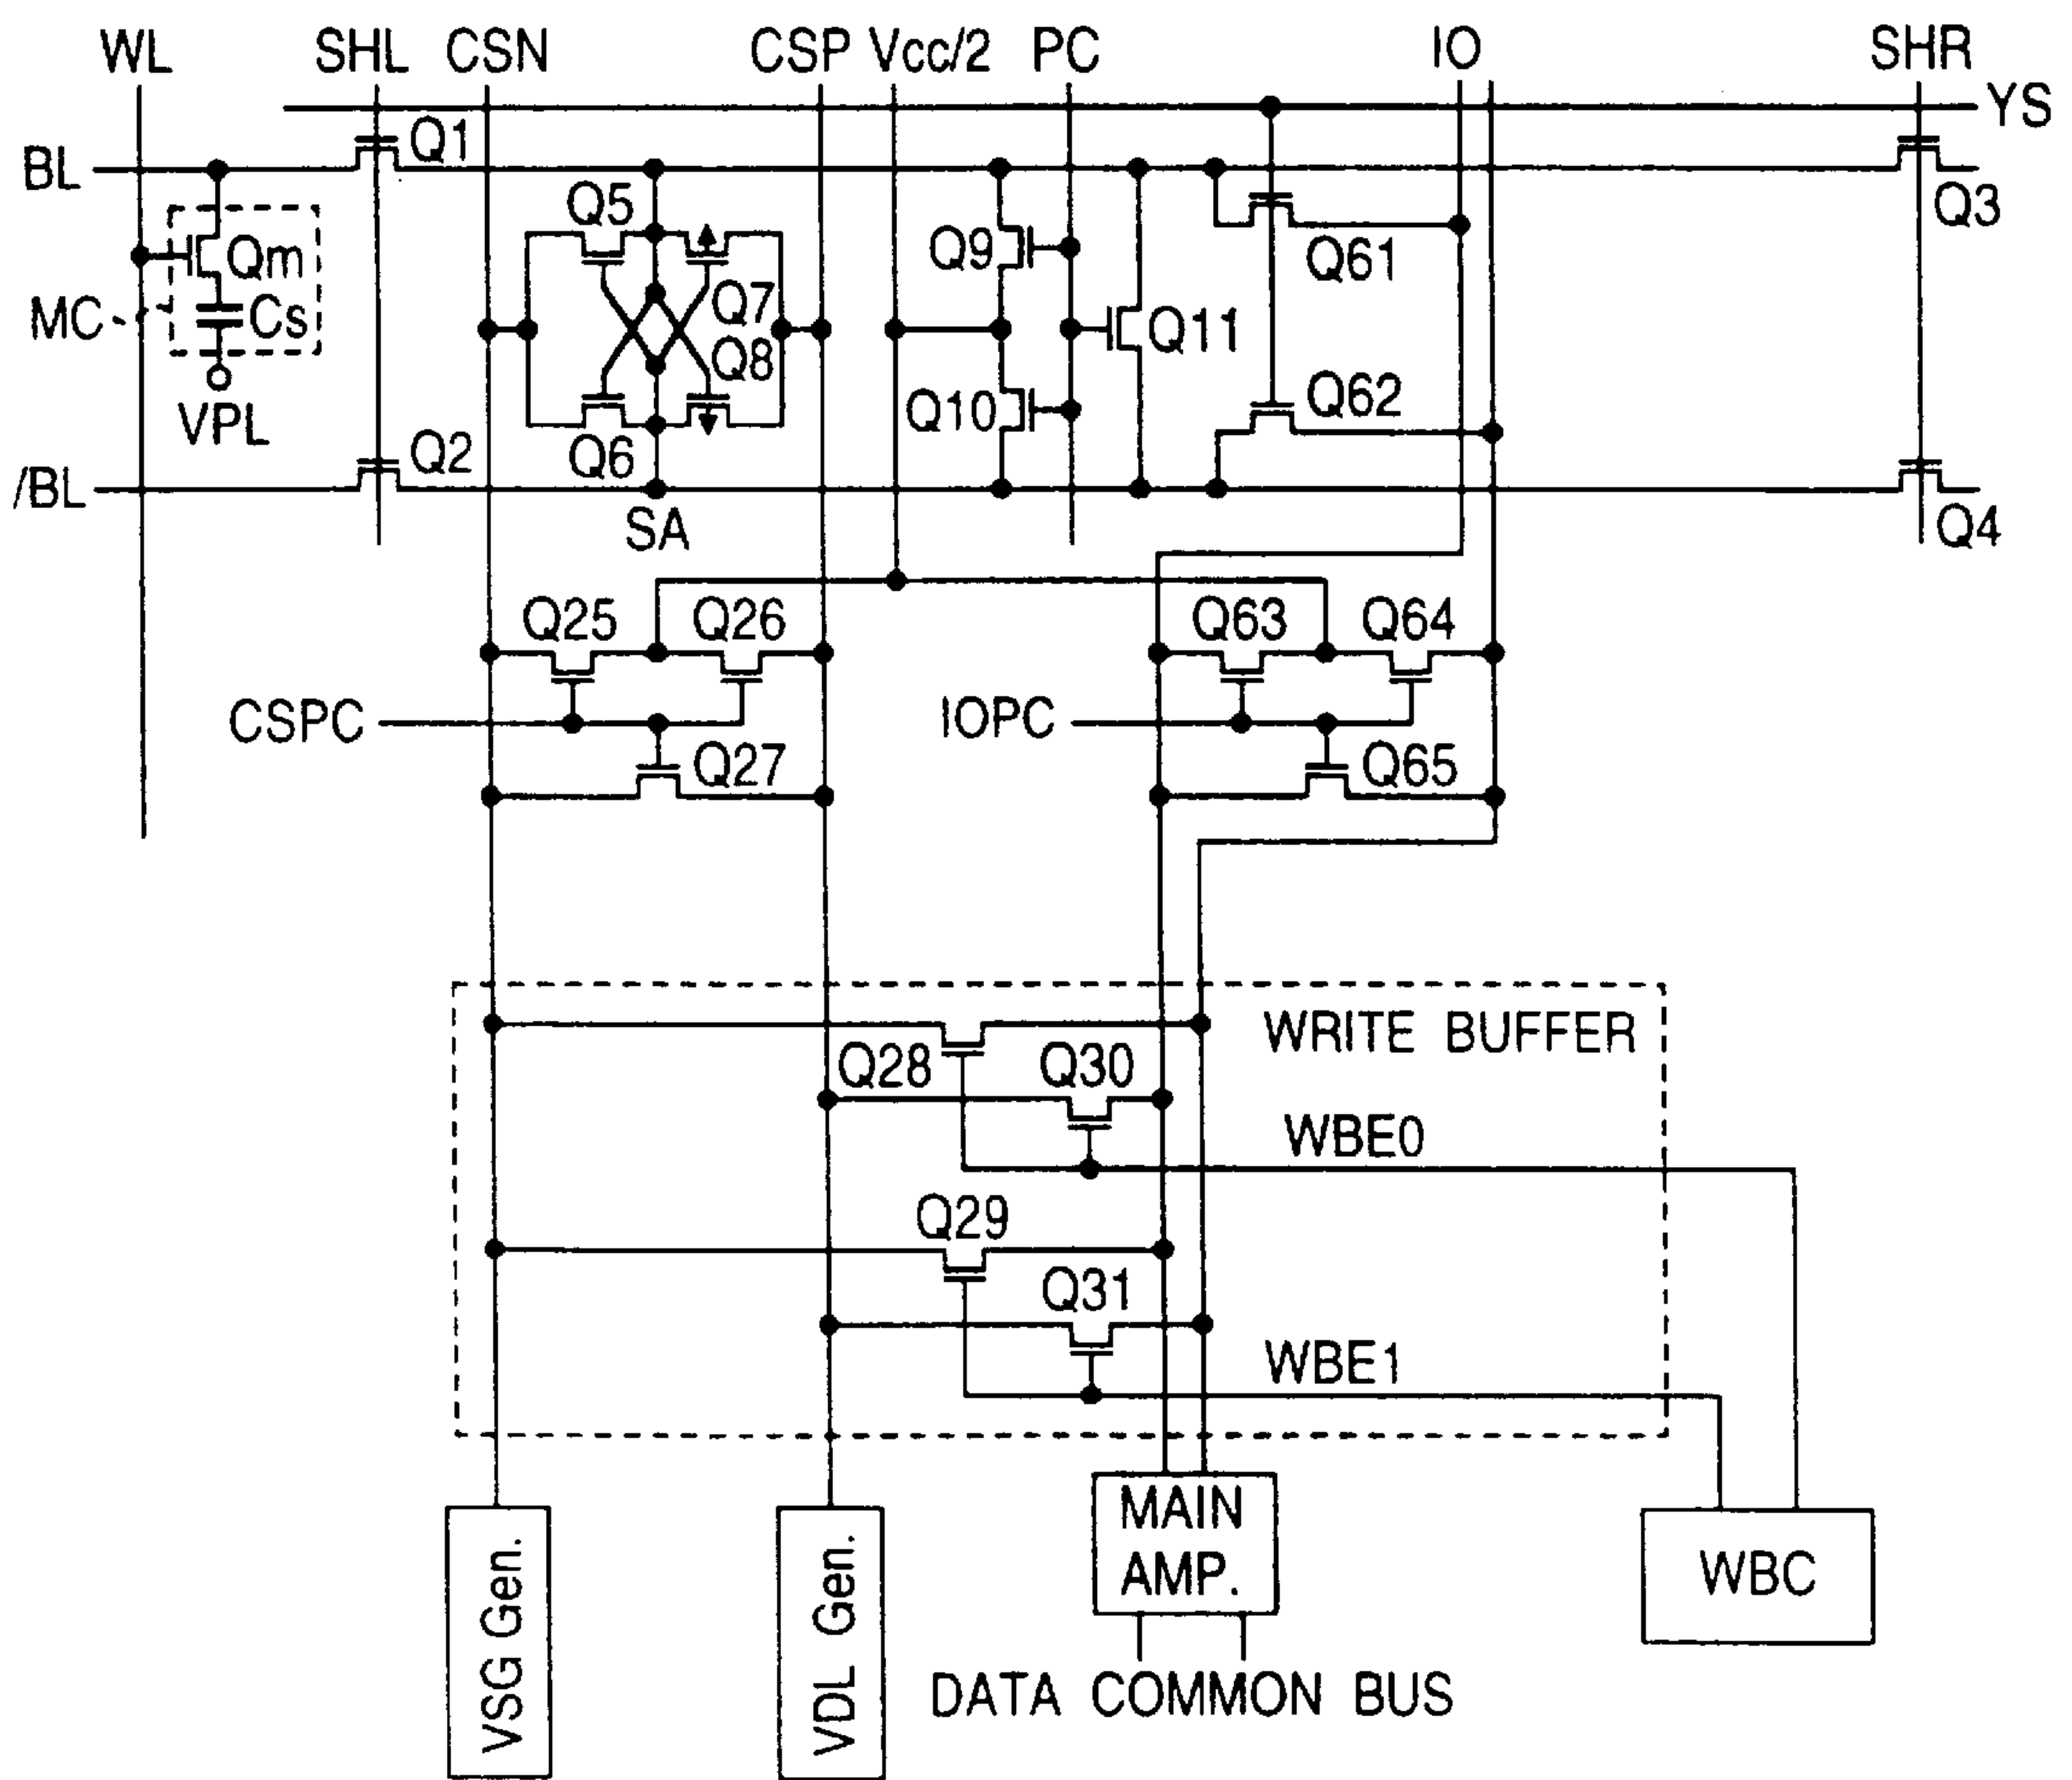 WL SHL CSN CSP Vcc/2 PC IO SHR
YS
BL Q1
Q5 Q3
Qm Q9 Q61
MC Cs Q7 Q11
Q8
VPL Q10 Q62
/BL Q2 Q6
SA Q4
Q25 Q26 Q63 Q64
CSPC IOPC
Q27 Q65
WRITE BUFFER
Q28 Q30
WBE0
Q29
Q31
WBE1
VSG Gen.
VDL Gen.
MAIN
AMP.
WBC
DATA COMMON BUS